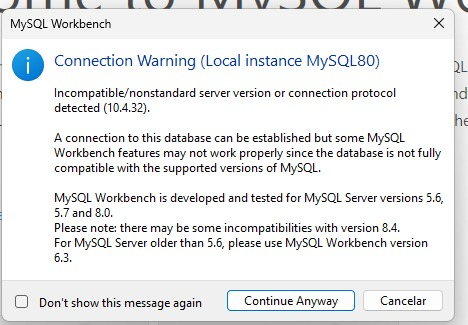 MySQL Workbench
Connection Warning (Local instance MySQL80)
Incompatible/nonstandard server version or connection protocol
detected (10.4.32).
A connection to this database can be established but some MySQL
Workbench features may not work properly since the database is not fully
compatible with the supported versions of MySQL.
MySQL Workbench is developed and tested for MySQL Server versions 5.6,
5.7 and 8.0.
Please note: there may be some incompatibilities with version 8.4.
For MySQL Server older than 5.6, please use MySQL Workbench version
6.3.
Don't show this message again
Continue Anyway
Cancelar